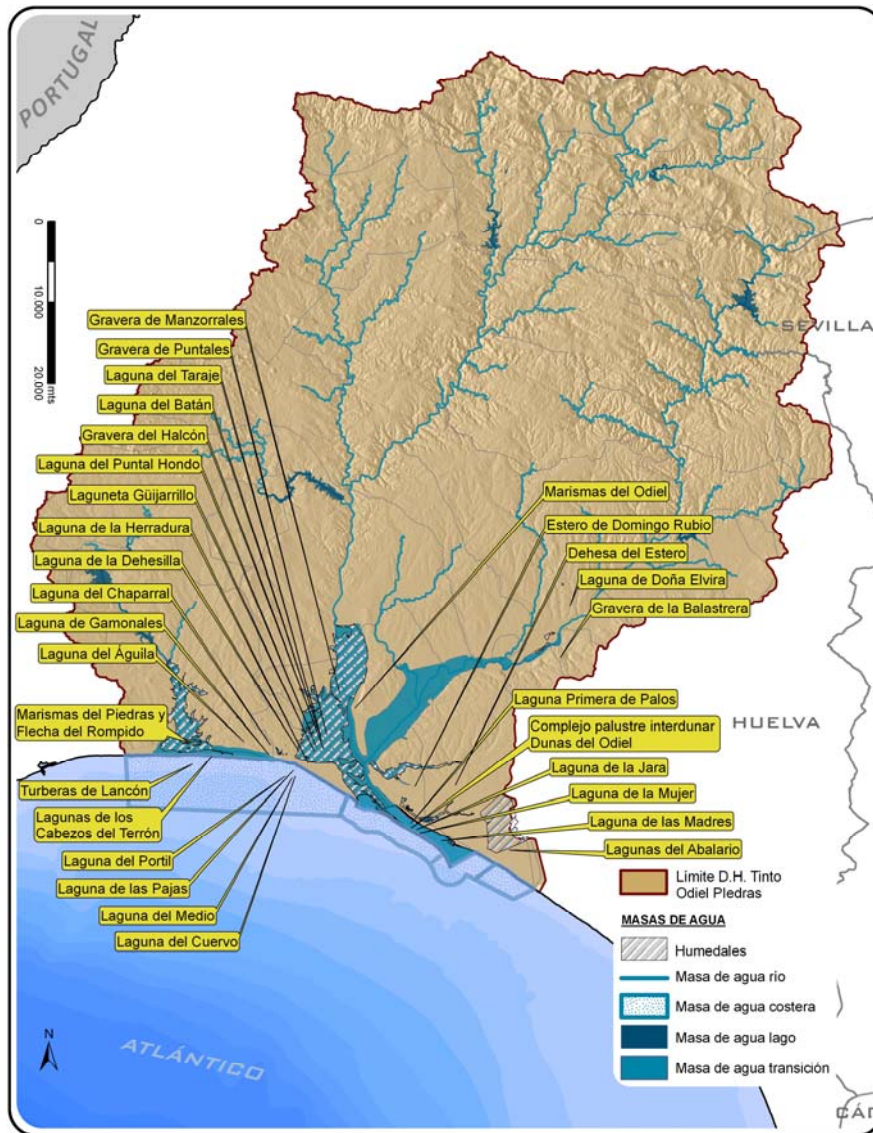 PORTUGAL
0
10.000
20.000
mts
SEVILLA
Gravera de Manzorrales
Gravera de Puntales
Laguna del Taraje
Laguna del Batán
Gravera del Halcón
Laguna del Puntal Hondo
Laguneta Güijarrillo
Laguna de la Herradura
Laguna de la Dehesilla
Laguna del Chaparral
Laguna de Gamonales
Laguna del Águila
Marismas del Piedras y
Flecha del Rompido
Marismas del Odiel
Estero de Domingo Rubio
Dehesa del Estero
Laguna de Doña Elvira
Gravera de la Balastrera
Laguna Primera de Palos
Complejo palustre interdunar
Dunas del Odiel
HUELVA
Laguna de la Jara
Laguna de la Mujer
Laguna de las Madres
Lagunas del Abalario
Turberas de Lancón
Lagunas de los
Cabezos del Terrón
Laguna del Portil
Laguna de las Pajas
Laguna del Medio
Laguna del Cuervo
Límite D.H. Tinto
Odiel PIedras
MASAS DE AGUA
Humedales
Masa de agua río
Masa de agua costera
Masa de agua lago
Masa de agua transición
N
ATLÁNTICO
CÁD